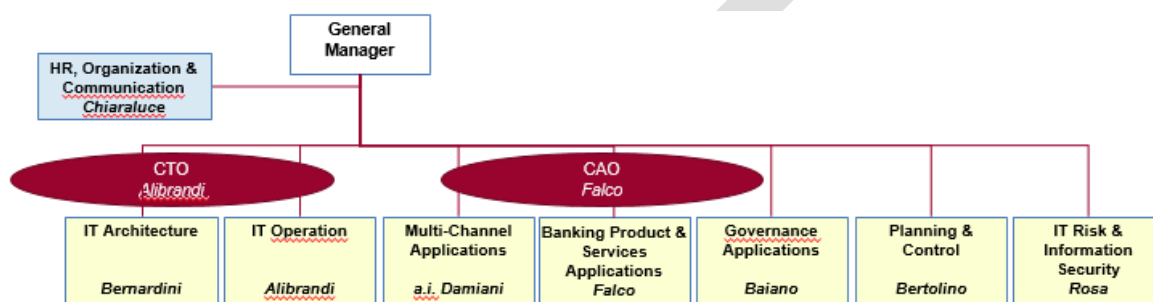 General
Manager
HR, Organization &
Communication
Chiaraluce
CTO
Alibrandi
CAO
Falco
IT Architecture
Bernardini
IT Operation
Alibrandi
Multi-Channel
Applications
a.i. Damiani
Banking Product &
Services
Applications
Falco
Governance
Applications
Baiano
Planning &
Control
Bertolino
IT Risk &
Information
Security
Rosa